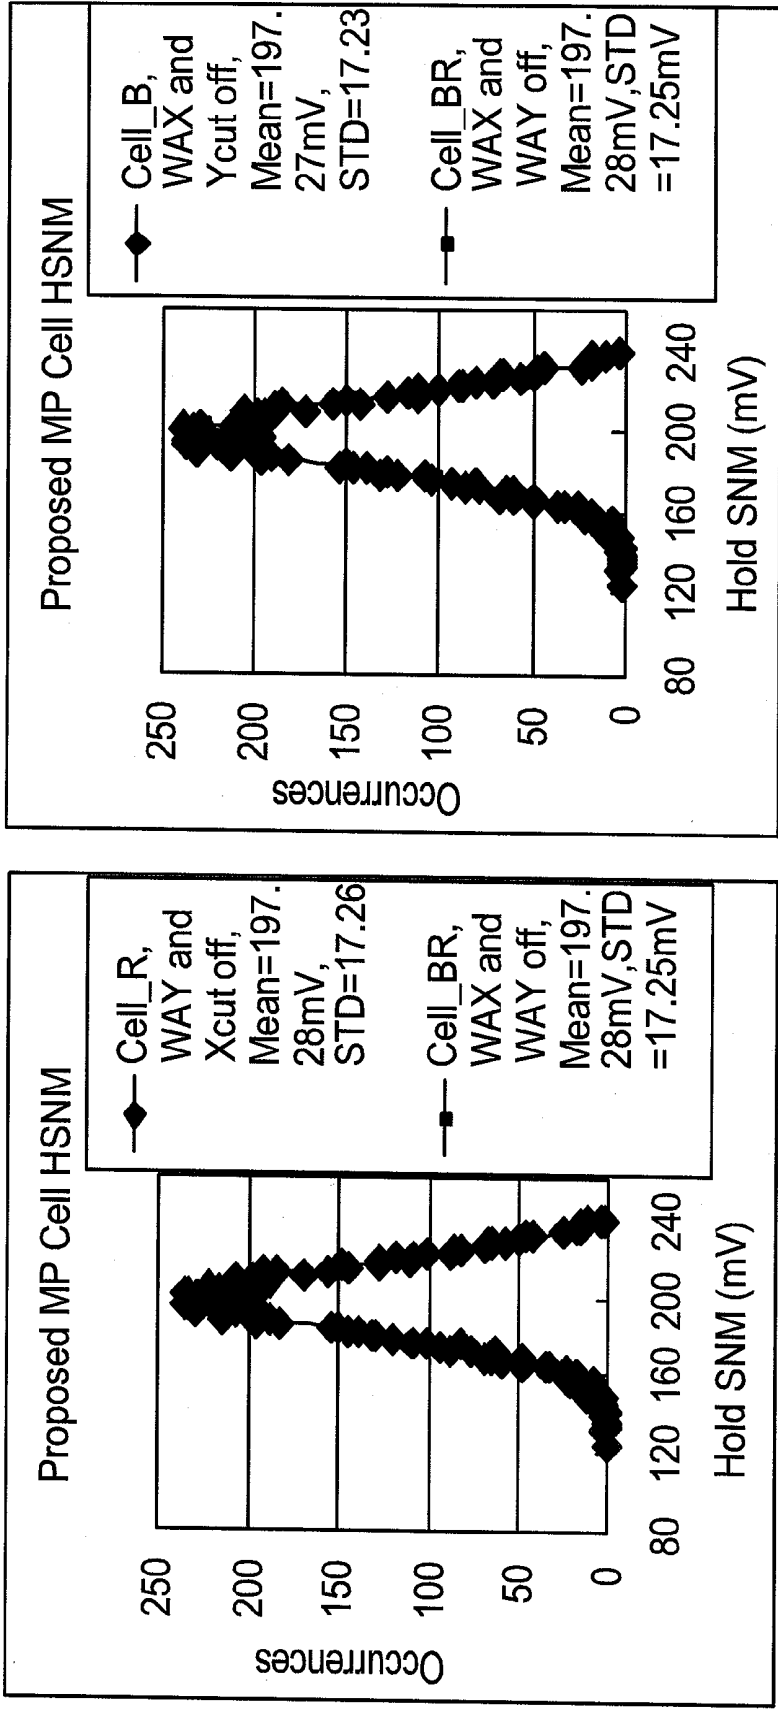 Proposed MP Cell HSNM
250
200
150
100
50
0
Occurrences
80 120 160 200 240
Hold SNM (mV)
Cell_R,
WAY and
Xcut off,
Mean=197.
28mV,
STD=17.26
Cell_BR,
WAX and
WAY off,
Mean=197.
28mV,STD
=17.25mV
Proposed MP Cell HSNM
250
200
150
100
50
0
Occurrences
80 120 160 200 240
Hold SNM (mV)
Cell_B,
WAX and
Ycut off,
Mean=197.
27mV,
STD=17.23
Cell_BR,
WAX and
WAY off,
Mean=197.
28mV,STD
=17.25mV